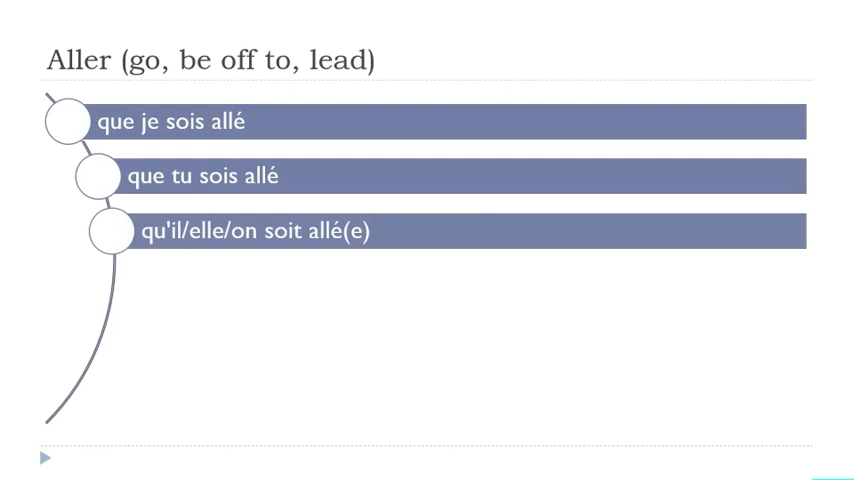 Aller (go, be off to, lead)
que je sois allé
que tu sois allé
qu'il/elle/on soit allé(e)